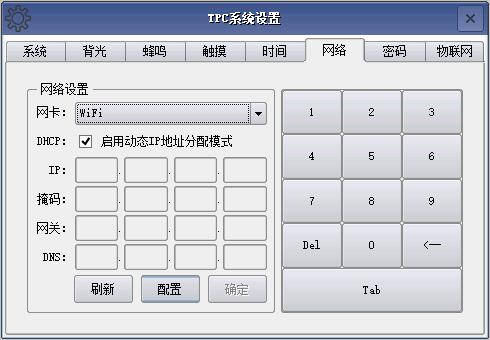 TPC系统设置
系统 背光 蜂鸣 触摸 时间 网络 密码 物联网
网络设置
网卡: WiFi
DHCP: 启用动态IP地址分配模式
IP: . . .
掩码: . . .
网关: . . .
DNS: . . .
刷新 配置 确定
1 2 3
4 5 6
7 8 9
Del 0 <—
Tab